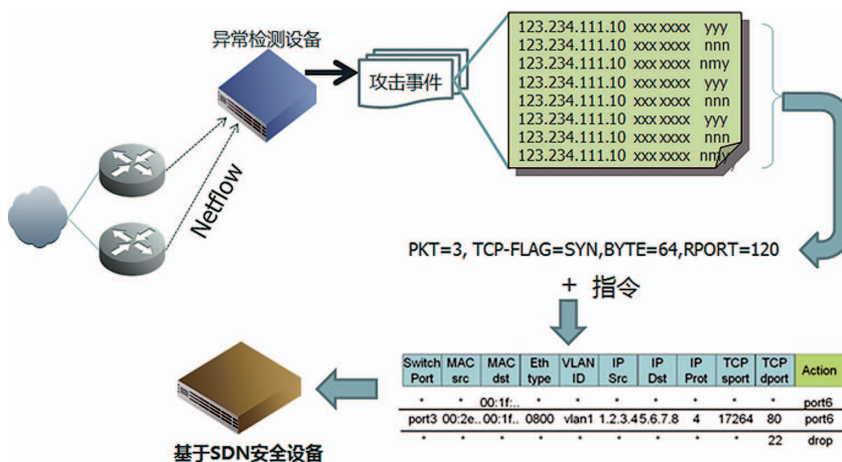 异常检测设备
攻击事件
123.234.111.10 xxx xxxx yyy
123.234.111.10 xxx xxxx nnn
123.234.111.10 xxx xxxx nmy
123.234.111.10 xxx xxxx yyy
123.234.111.10 xxx xxxx nnn
123.234.111.10 xxx xxxx yyy
123.234.111.10 xxx xxxx nnn
123.234.111.10 xxx xxxx nmy
Netflow
PKT=3, TCP-FLAG=SYN,BYTE=64,RPORT=120
+ 指令
Switch Port MAC src MAC dst Eth type VLAN ID IP Src IP Dst IP Prot TCP sport TCP dport Action
* * 00:1f:.. * * * * * * * port6
port3 00:2e.. 00:1f.. 0800 vlan1 1.2.3.4 5.6.7.8 4 17264 80 port6
* * * * * * * * * 22 drop
基于SDN安全设备